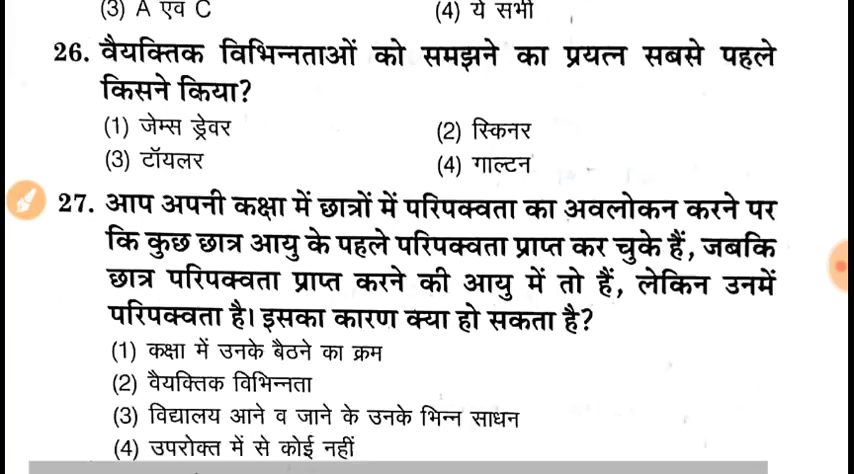 (3) A एवं C
(4) ये सभी
26. वैयक्तिक विभिन्नताओं को समझने का प्रयत्न सबसे पहले
किसने किया?
(1) जेम्स ड्रेवर
(2) स्किनर
(3) टॉयलर
(4) गाल्टन
27. आप अपनी कक्षा में छात्रों में परिपक्वता का अवलोकन करने पर
कि कुछ छात्र आयु के पहले परिपक्वता प्राप्त कर चुके हैं, जबकि
छात्र परिपक्वता प्राप्त करने की आयु में तो हैं, लेकिन उनमें
परिपक्वता है। इसका कारण क्या हो सकता है?
(1) कक्षा में उनके बैठने का क्रम
(2) वैयक्तिक विभिन्नता
(3) विद्यालय आने व जाने के उनके भिन्न साधन
(4) उपरोक्त में से कोई नहीं